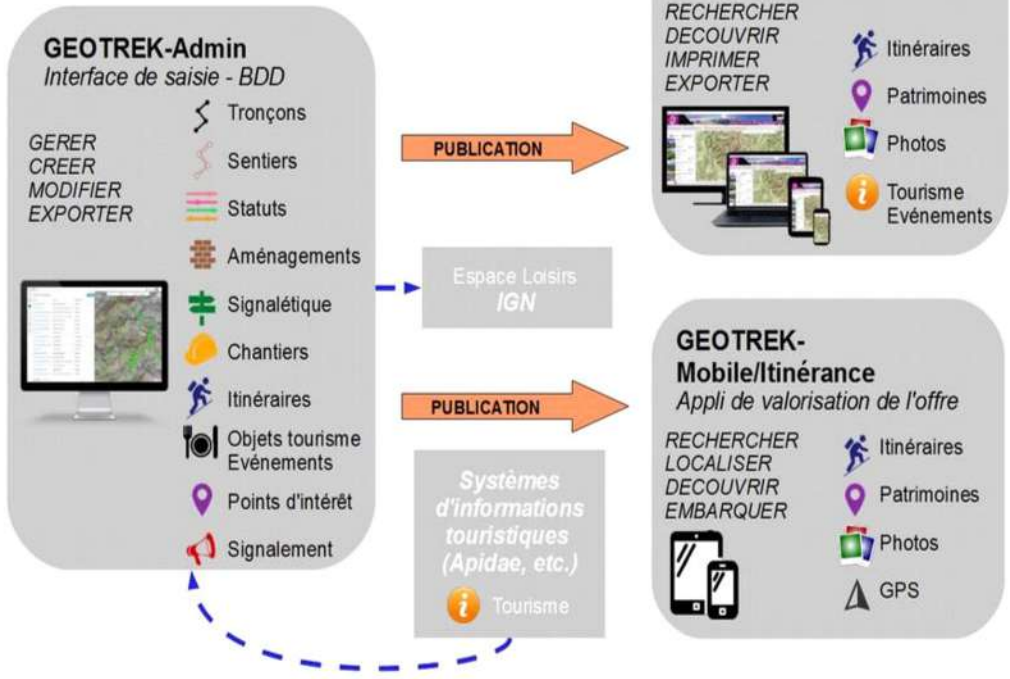 GEOTREK-Admin
Interface de saisie - BDD
GERER
CREER
MODIFIER
EXPORTER
Tronçons
Sentiers
Statuts
Aménagements
Signalétique
Chantiers
Itinéraires
Objets tourisme
Evénements
Points d'intérêt
Signalement
PUBLICATION
Espace Loisirs
IGN
PUBLICATION
Systèmes
d'informations
touristiques
(Apidae, etc.)
Tourisme
RECHERCHER
DECOUVRIR
IMPRIMER
EXPORTER
Itinéraires
Patrimoines
Photos
Tourisme
Evénements
GEOTREK-
Mobile/Itinérance
Appli de valorisation de l'offre
RECHERCHER
LOCALISER
DECOUVRIR
EMBARQUER
Itinéraires
Patrimoines
Photos
GPS